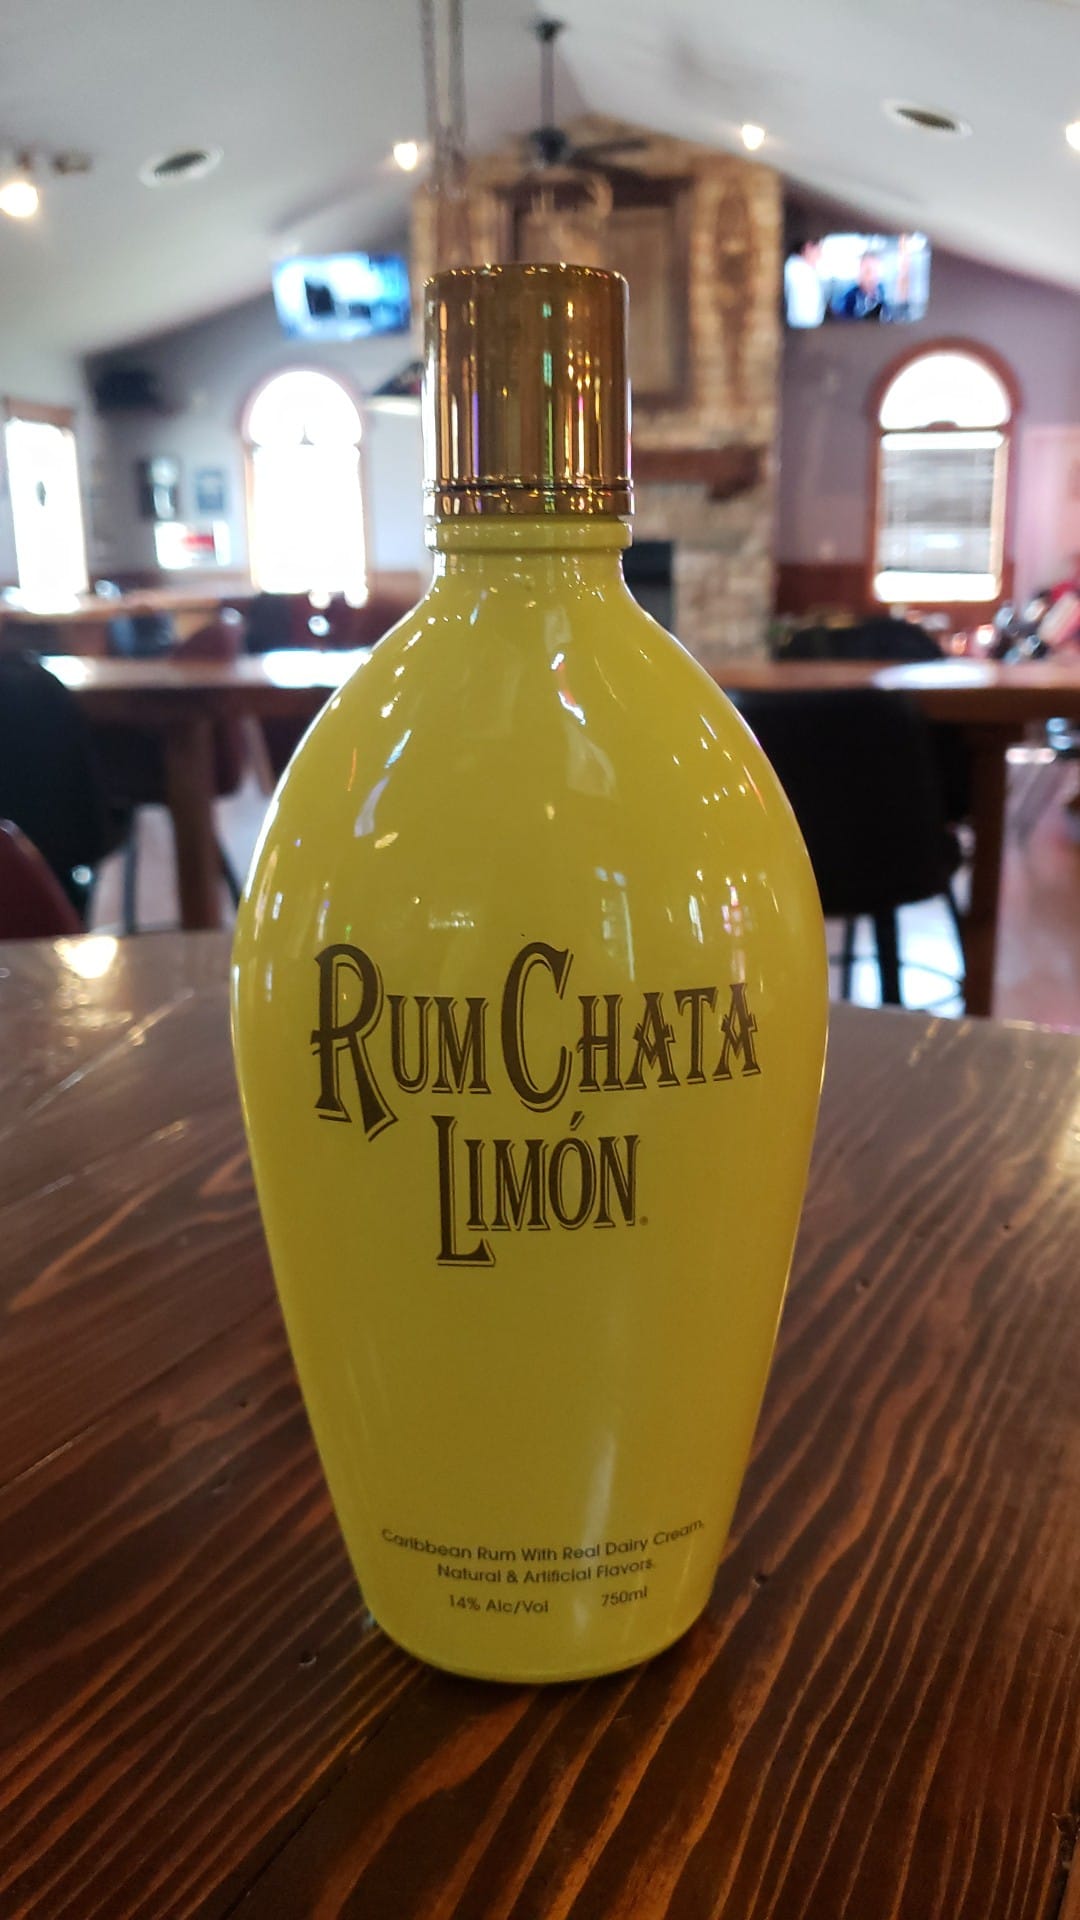 RumChata
Limón
Caribbean Rum With Real Dairy Cream,
Natural & Artificial Flavors.
14% Alc/Vol 750ml